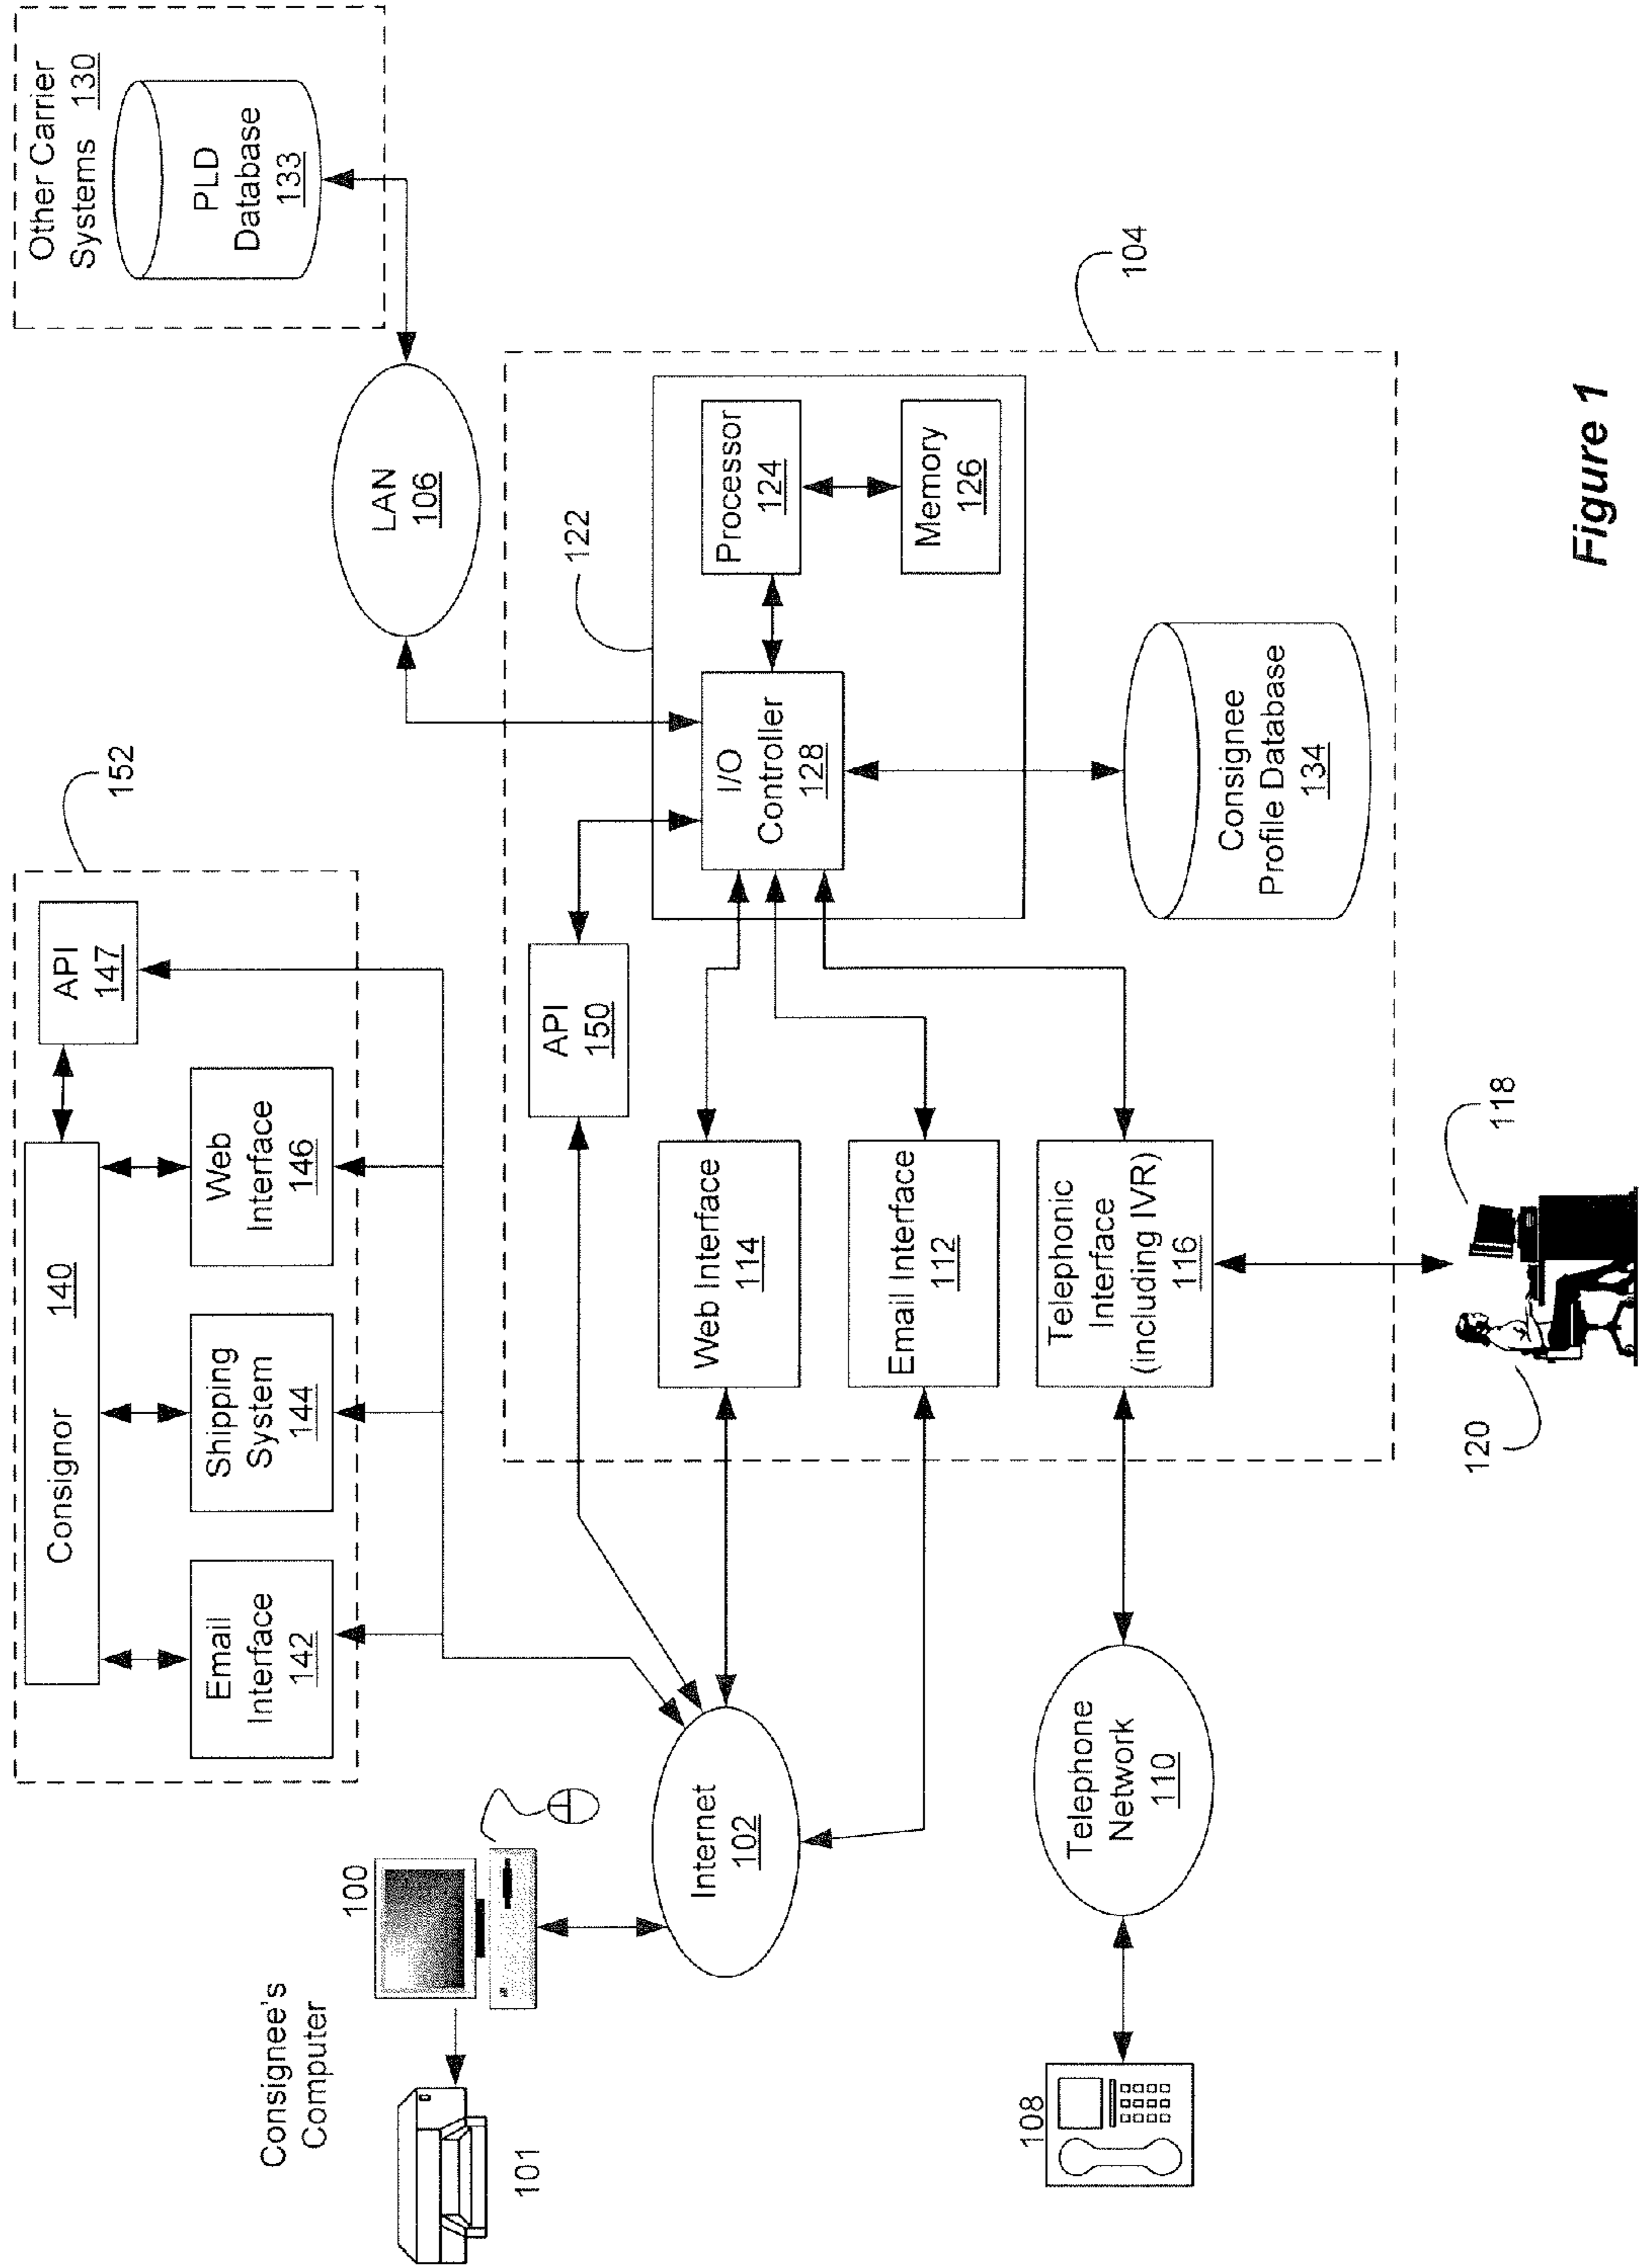 Consignee's
Computer
100
101
108
Internet
102
Telephone
Network
110
Consignor
140
Email
Interface
142
Shipping
System
144
Web
Interface
146
API
147
152
Other Carrier
Systems 130
PLD
Database
133
LAN
106
104
API
150
Web Interface
114
Email Interface
112
Telephonic
Interface
(including IVR)
116
122
I/O
Controller
128
Processor
124
Memory
126
Consignee
Profile Database
134
120
118
Figure 1